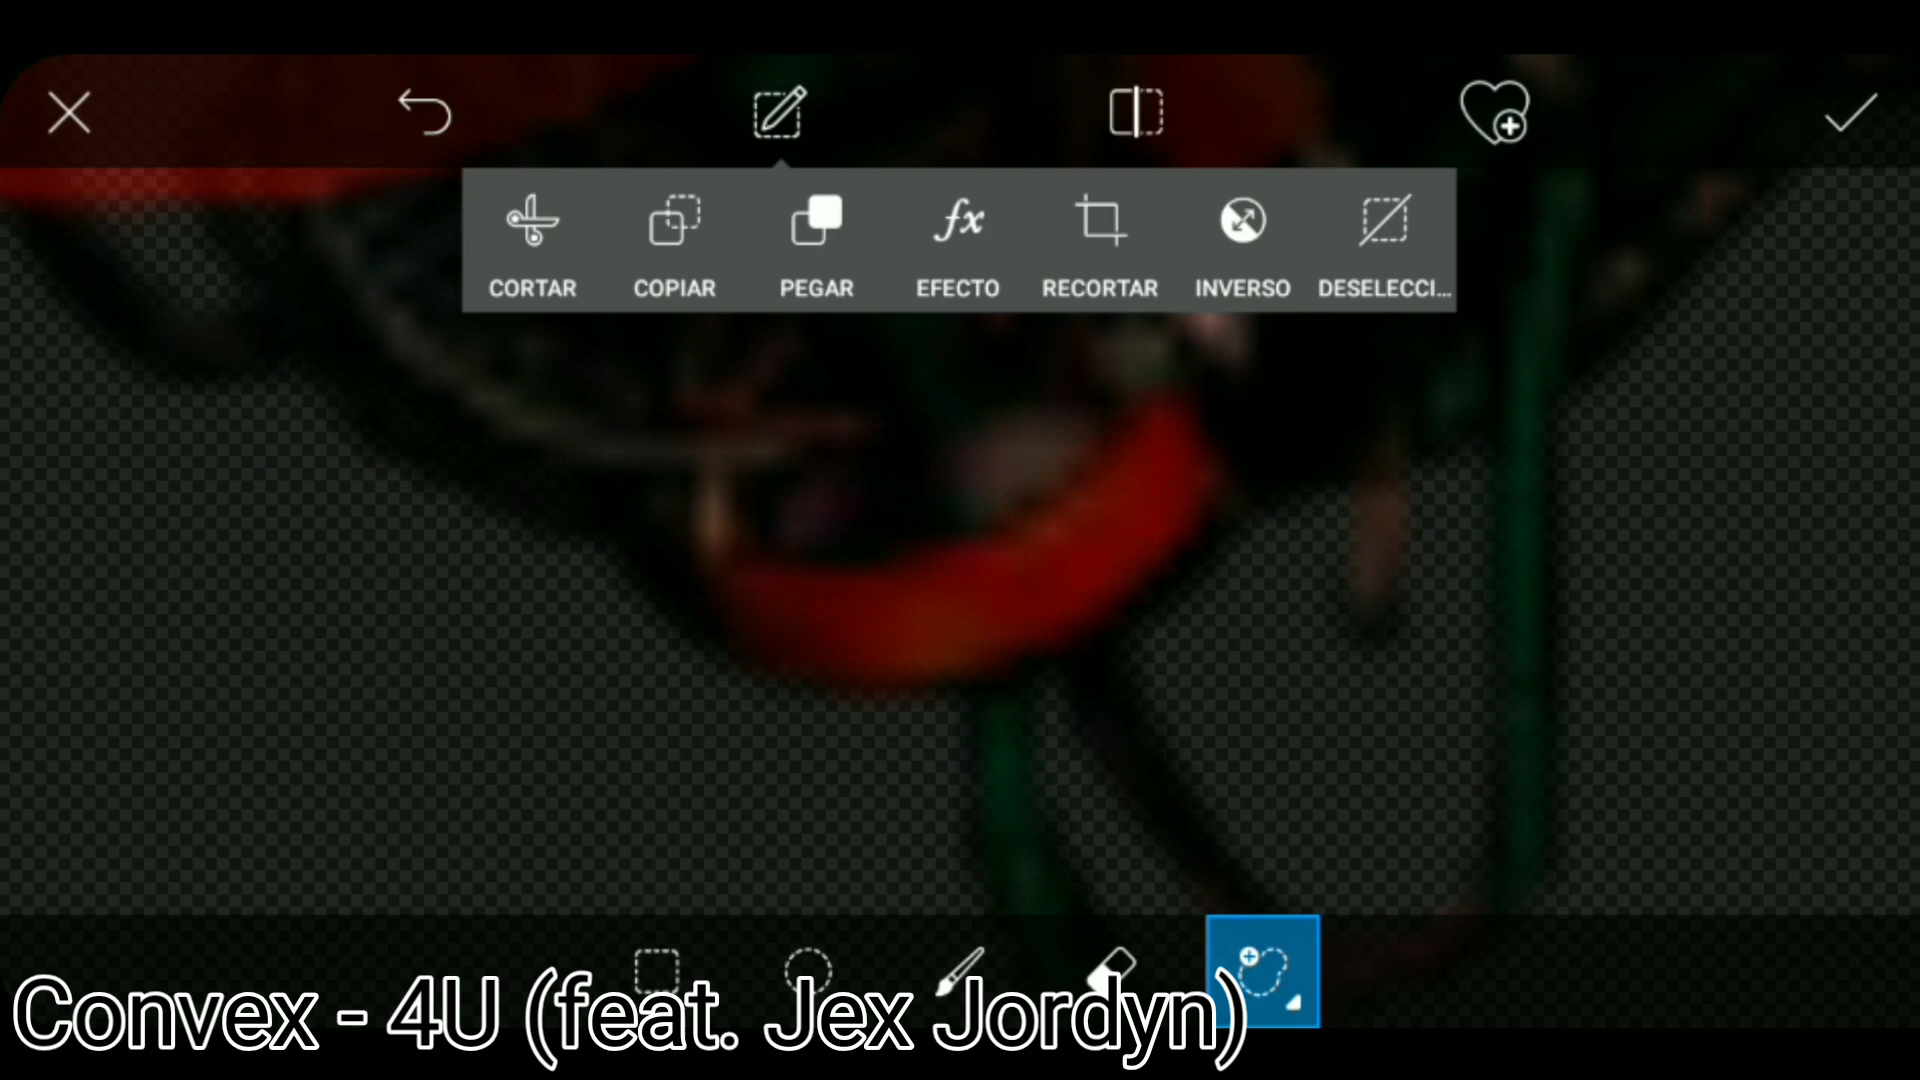 CORTAR COPIAR PEGAR EFECTO RECORTAR INVERSO DESELECCI...
Convex - 4U (feat. Jex Jordyn)